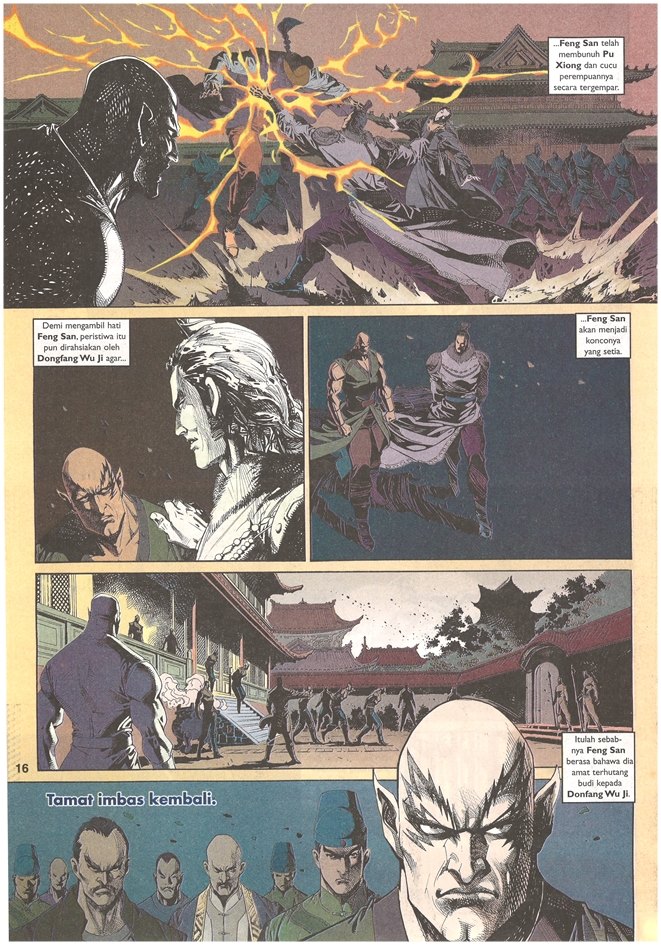 ...Feng San telah
membunuh Pu
Xiong dan cucu
perempuannya
secara tergempar.
Demi mengambil hati
Feng San, peristiwa itu
pun dirahsiakan oleh
Dongfang Wu Ji agar...
...Feng San
akan menjadi
konconya
yang setia.
16
Itulah sebab-
nya Feng San
berasa bahawa dia
amat terhutang
budi kepada
Donfang Wu Ji.
Tamat imbas kembali.